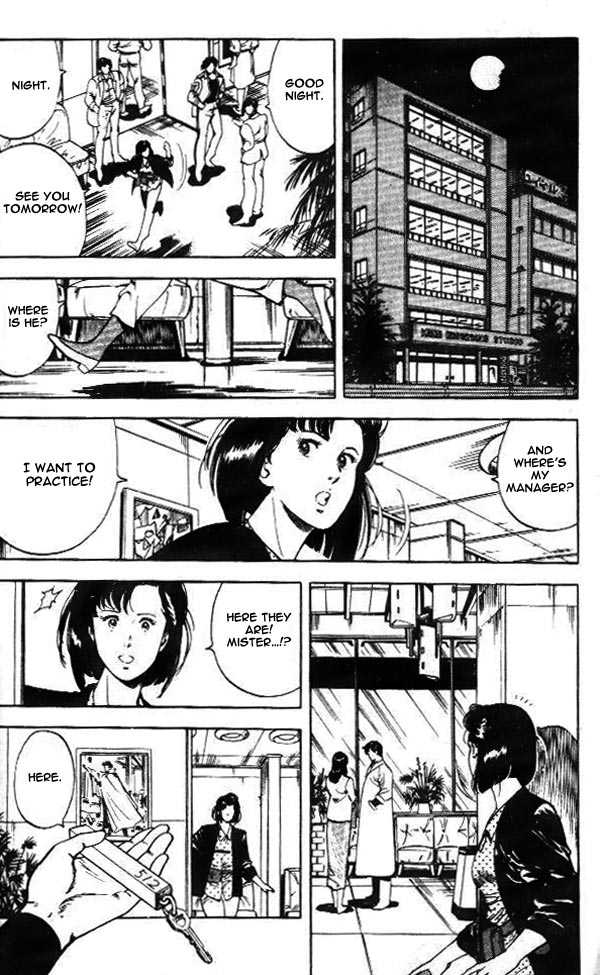 GOOD
NIGHT.
NIGHT.
SEE YOU
TOMORROW!
WHERE
IS HE?
AND
WHERE'S
MY
MANAGER?
I WANT TO
PRACTICE!
HERE THEY
ARE!
MISTER...!?
HERE.
512